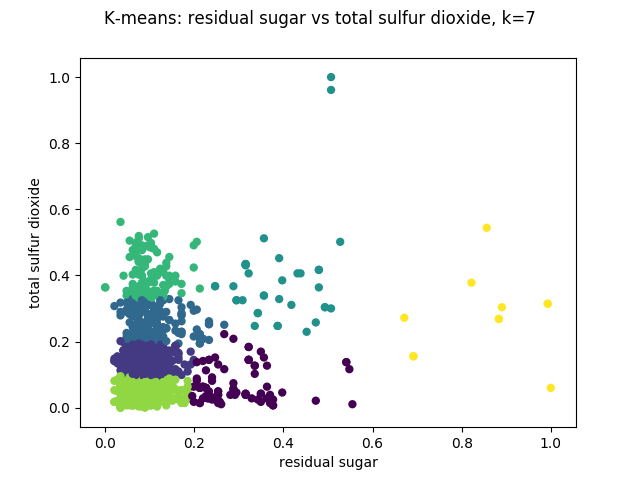 K-means: residual sugar vs total sulfur dioxide, k=7
1.0
0.8
0.6
0.4
0.2
0.0
total sulfur dioxide
0.0 0.2 0.4 0.6 0.8 1.0
residual sugar